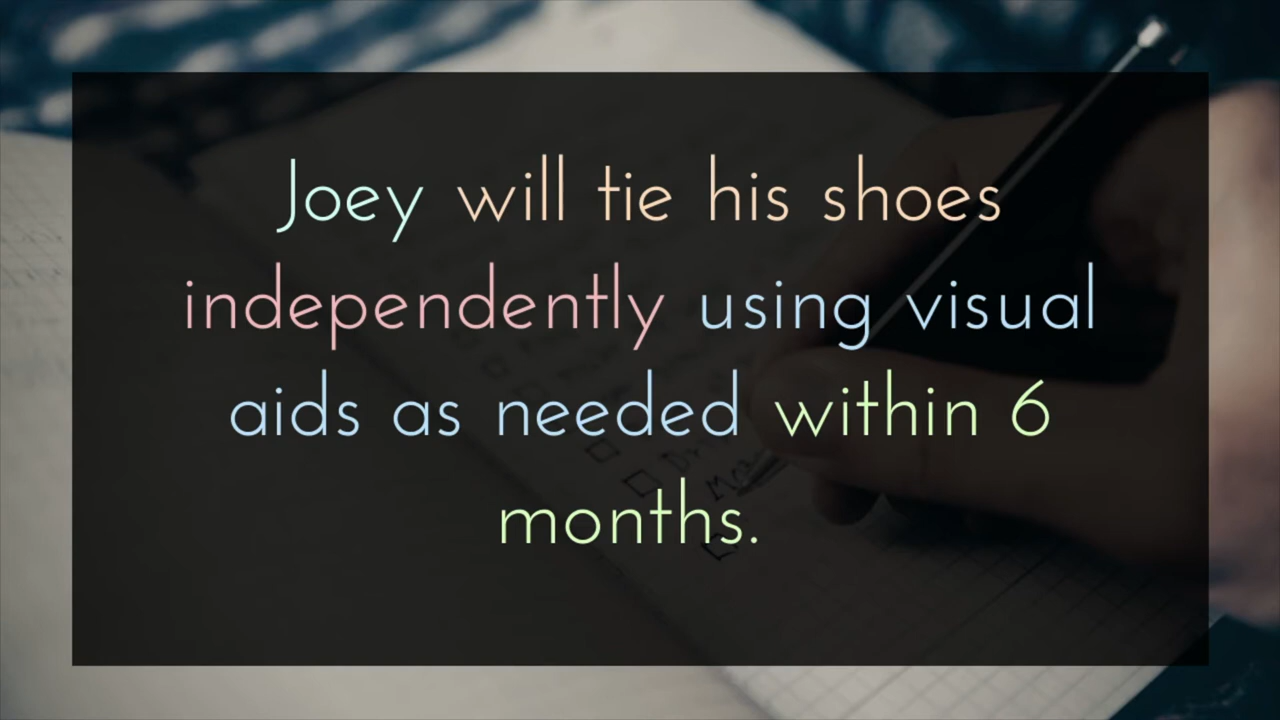 Joey will tie his shoes
independently using visual
aids as needed within 6
months.